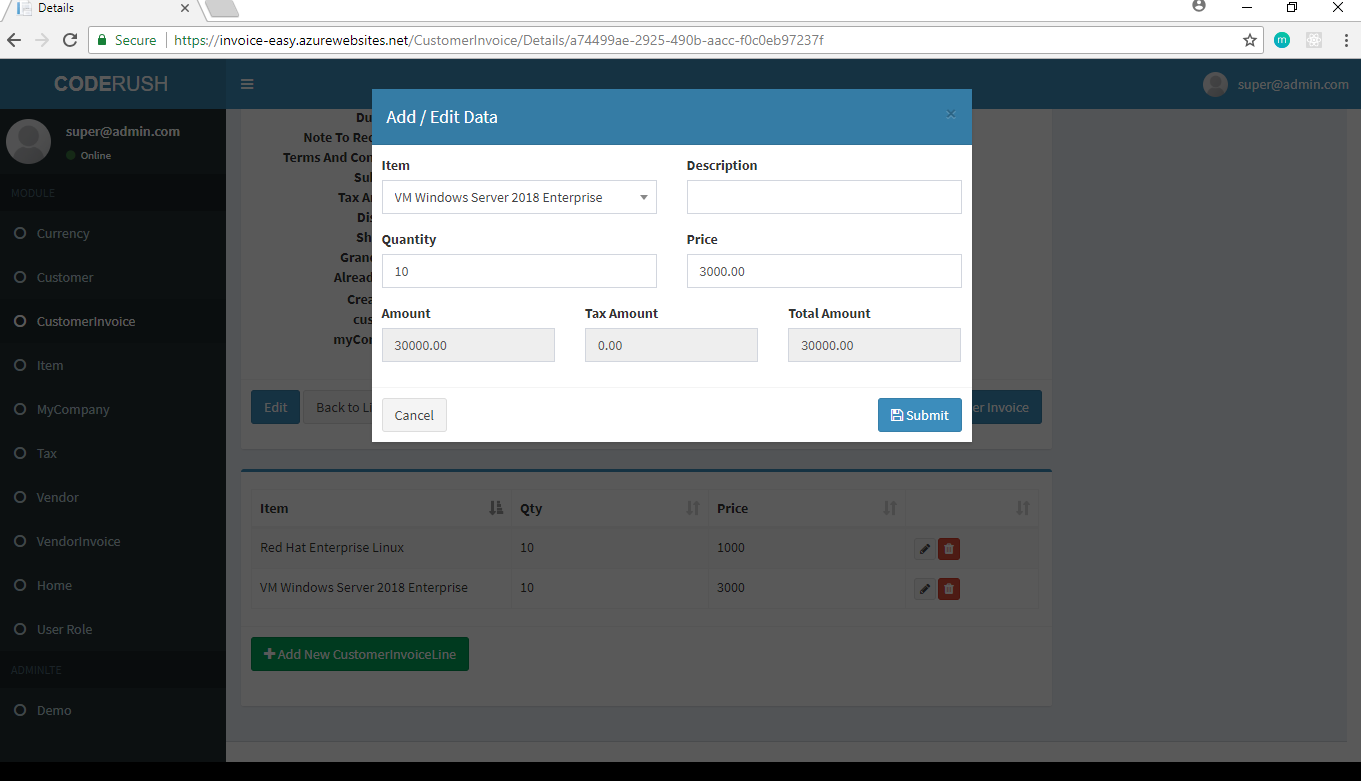 Details
Secure https://invoice-easy.azurewebsites.net/CustomerInvoice/Details/a74499ae-2925-490b-aacc-f0c0eb97237f
m
CODERUSH
super@admin.com
super@admin.com
Online
MODULE
Currency
Customer
CustomerInvoice
Item
MyCompany
Tax
Vendor
VendorInvoice
Home
User Role
ADMINLTE
Demo
Du
Note To Rec
Terms And Con
Sul
Tax A
Dis
Sh
Gran
Alread
Crea
cus
myCor
Edit
Back to Li
er Invoice
Add / Edit Data ×
Item Description
VM Windows Server 2018 Enterprise
Quantity Price
10 3000.00
Amount Tax Amount Total Amount
30000.00 0.00 30000.00
Cancel Submit
Item Qty Price
Red Hat Enterprise Linux 10 1000
VM Windows Server 2018 Enterprise 10 3000
Add New CustomerInvoiceLine